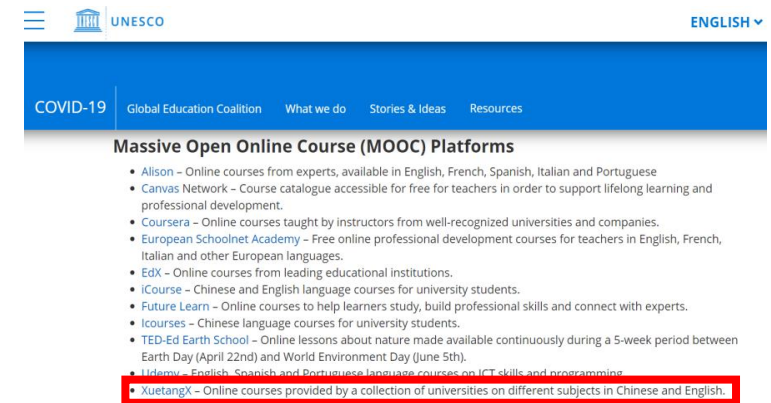 UNESCO
ENGLISH
COVID-19 Global Education Coalition What we do Stories & Ideas Resources
Massive Open Online Course (MOOC) Platforms
• Alison – Online courses from experts, available in English, French, Spanish, Italian and Portuguese
• Canvas Network – Course catalogue accessible for free for teachers in order to support lifelong learning and
professional development.
• Coursera – Online courses taught by instructors from well-recognized universities and companies.
• European Schoolnet Academy – Free online professional development courses for teachers in English, French,
Italian and other European languages.
• EdX – Online courses from leading educational institutions.
• iCourse – Chinese and English language courses for university students.
• Future Learn – Online courses to help learners study, build professional skills and connect with experts.
• Icourses – Chinese language courses for university students.
• TED-Ed Earth School – Online lessons about nature made available continuously during a 5-week period between
Earth Day (April 22nd) and World Environment Day (June 5th).
• Udemy – English, Spanish and Portuguese language courses on ICT skills and programming
• XuetangX – Online courses provided by a collection of universities on different subjects in Chinese and English.